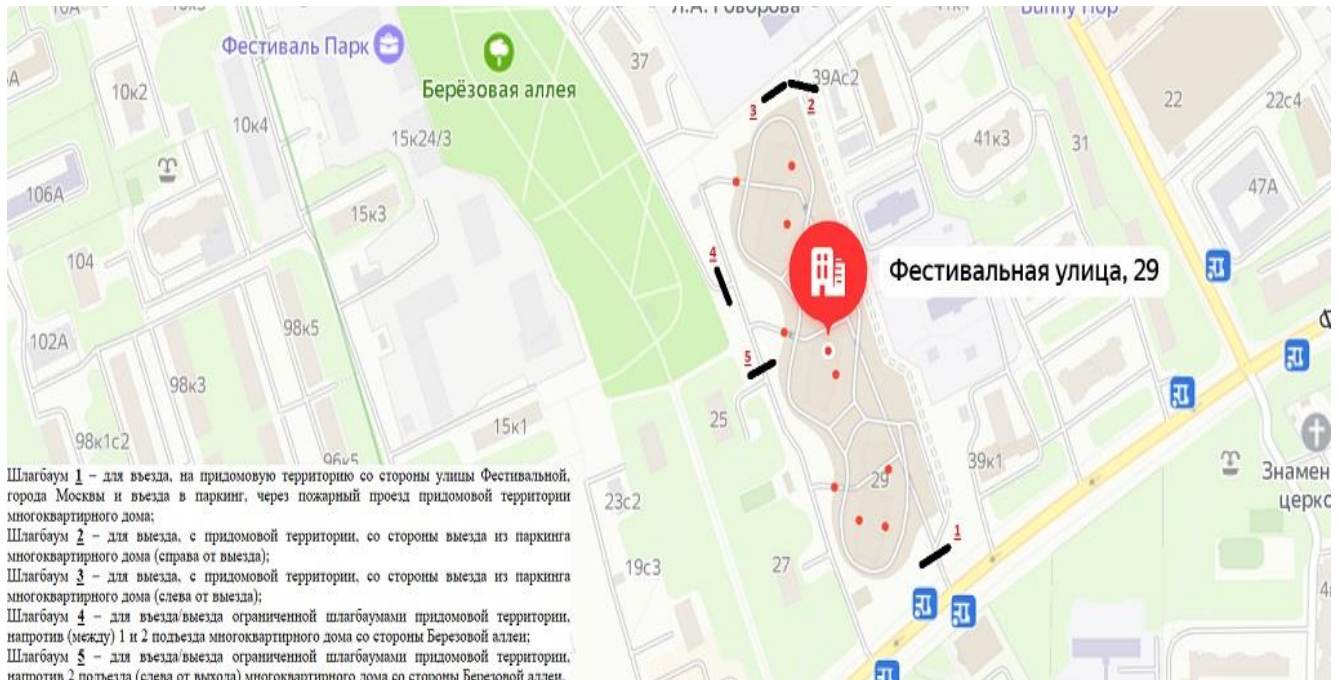 Л.А. Говорова
Bunny Hop
Фестиваль Парк
Берёзовая аллея
10к2
10к4
15к24/3
106А
15к3
104
102А
98к5
98к3
98к1с2
96к5
15к1
37
39Ас2
22
22с4
41к3
31
47А
3
2
4
5
1
Фестивальная улица, 29
25
29
39к1
23с2
19с3
27
Знамен
церко
Шлагбаум 1 – для въезда, на придомовую территорию со стороны улицы Фестивальной,
города Москвы и въезда в паркинг, через пожарный проезд придомовой территории
многоквартирного дома;
Шлагбаум 2 – для выезда, с придомовой территории, со стороны выезда из паркинга
многоквартирного дома (справа от выезда);
Шлагбаум 3 – для выезда, с придомовой территории, со стороны выезда из паркинга
многоквартирного дома (слева от выезда);
Шлагбаум 4 – для въезда/выезда ограниченной шлагбаумами придомовой территории,
напротив (между) 1 и 2 подъезда многоквартирного дома со стороны Березовой аллеи;
Шлагбаум 5 – для въезда/выезда ограниченной шлагбаумами придомовой территории,
напротив 2 подъезда (слева от выхода) многоквартирного дома со стороны Березовой аллеи.